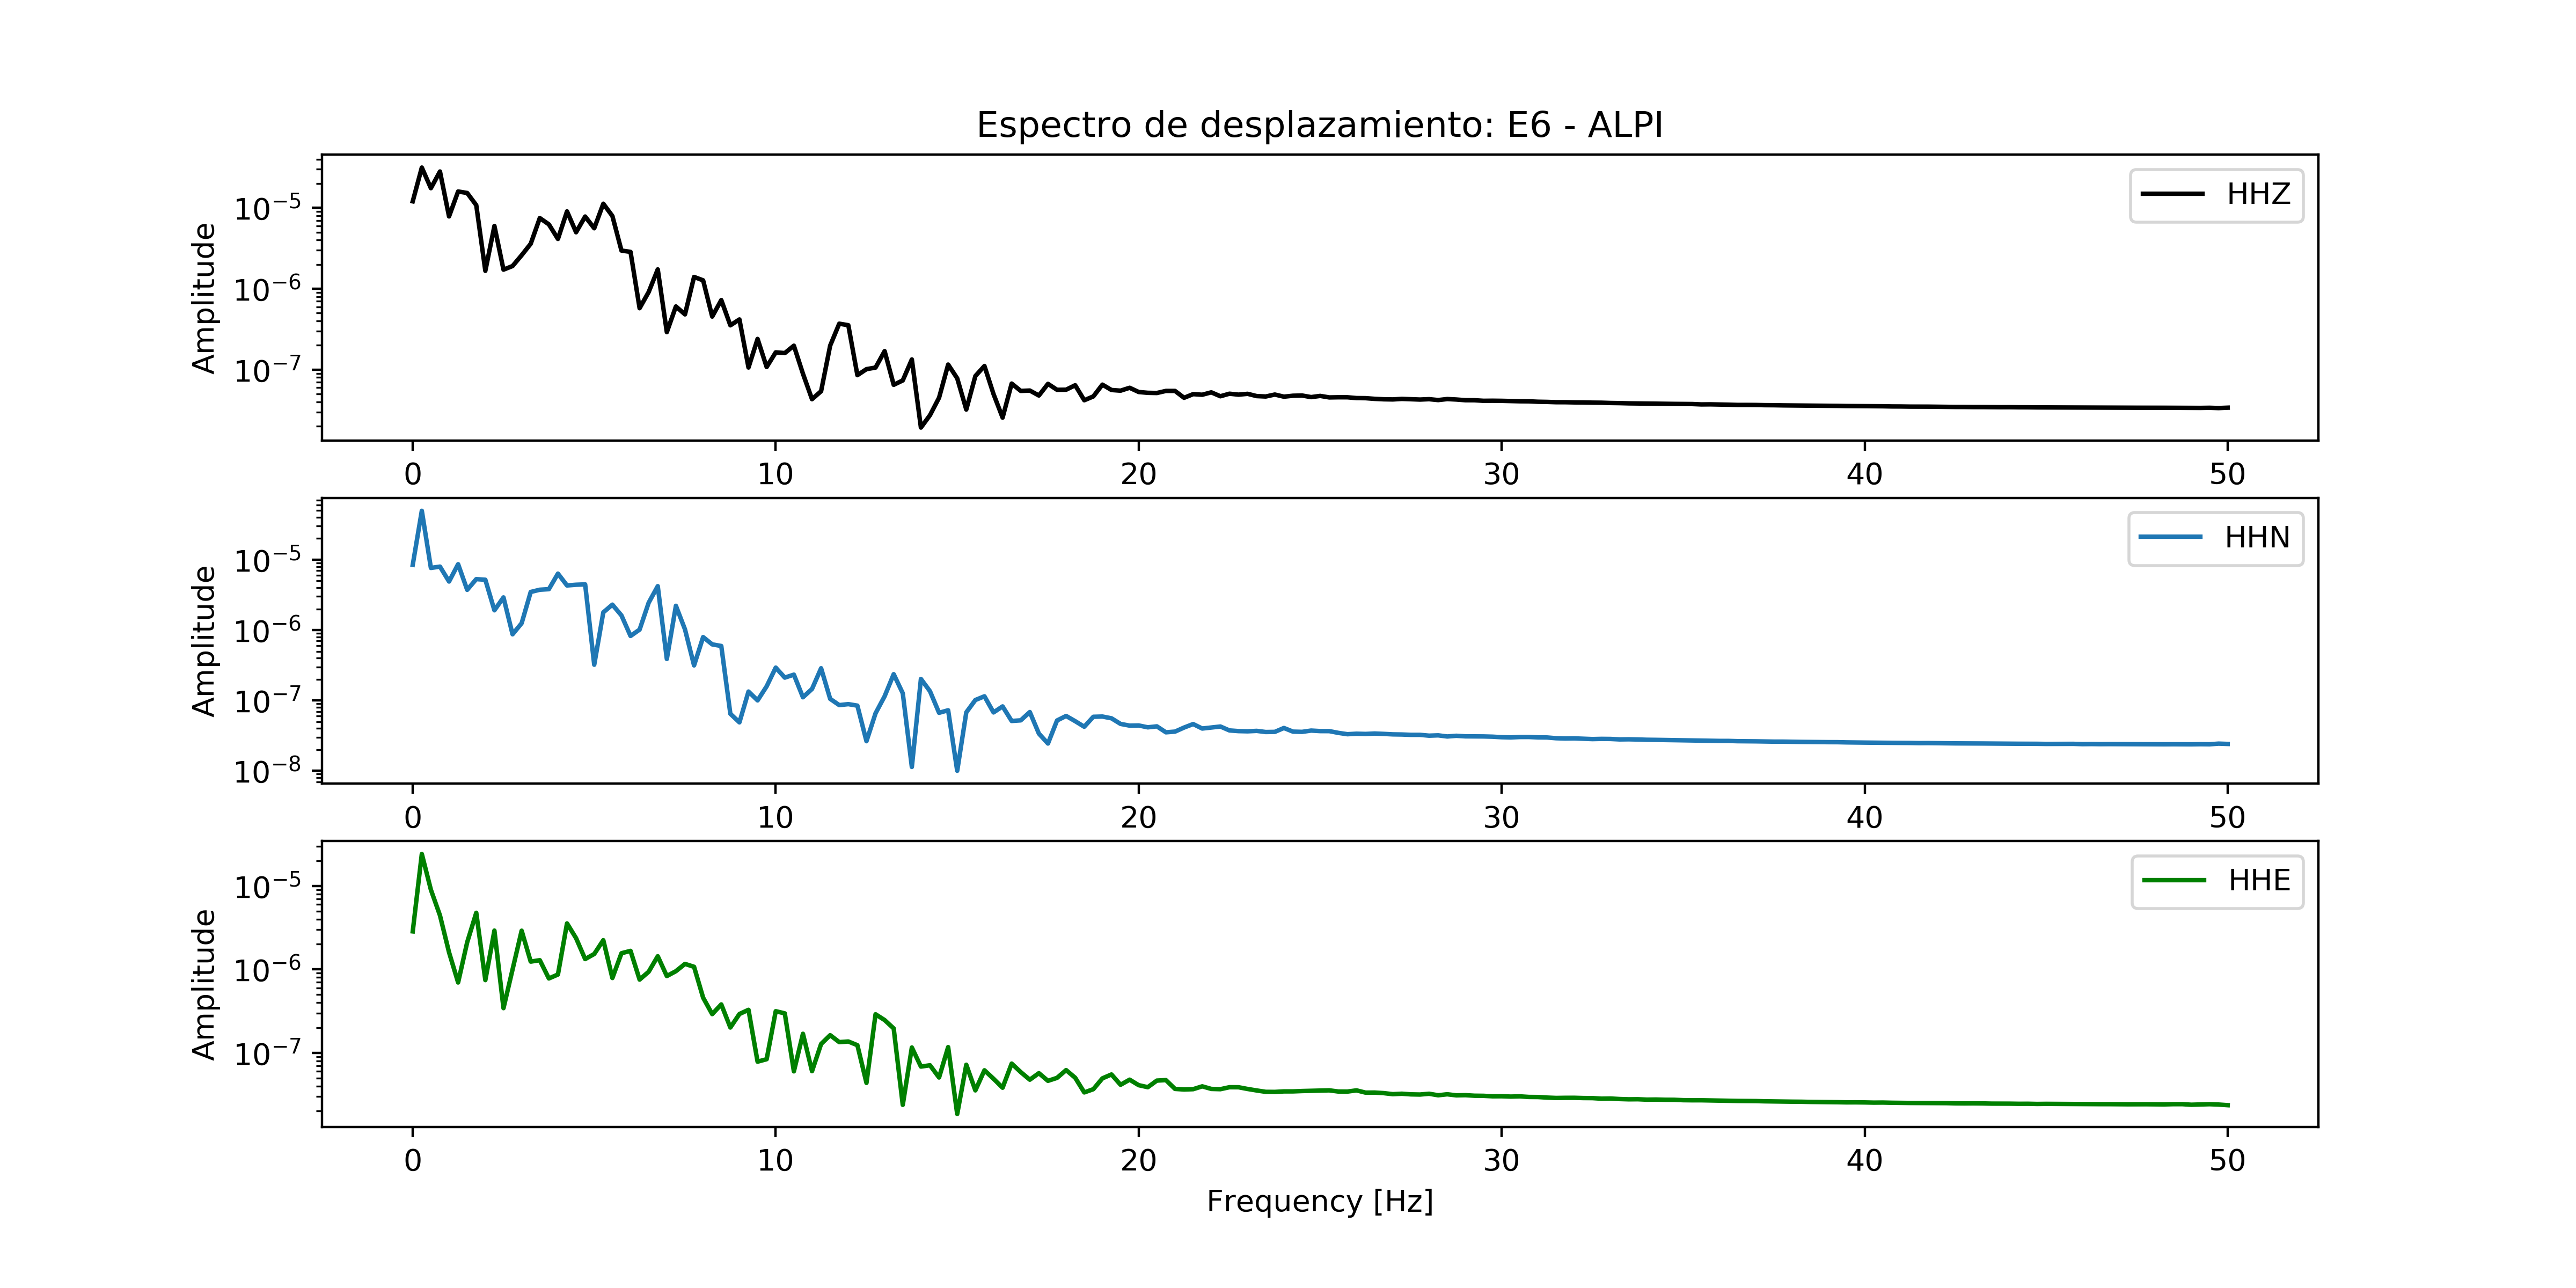 Espectro de desplazamiento: E6 - ALPI
Amplitude
10⁻⁵
10⁻⁶
10⁻⁷
HHZ
0 10 20 30 40 50
Amplitude
10⁻⁵
10⁻⁶
10⁻⁷
10⁻⁸
HHN
0 10 20 30 40 50
Amplitude
10⁻⁵
10⁻⁶
10⁻⁷
HHE
0 10 20 30 40 50
Frequency [Hz]